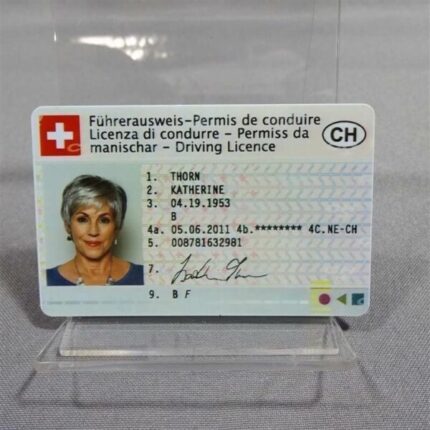 Führerausweis-Permis de conduire
Licenza di condurre - Permiss da
manischar - Driving Licence
CH
1. THORN
2. KATHERINE
3. 04.19.1953
B
4a. 05.06.2011 4b.******** 4C.NE-CH
5. 008781632981
7.
9. B F